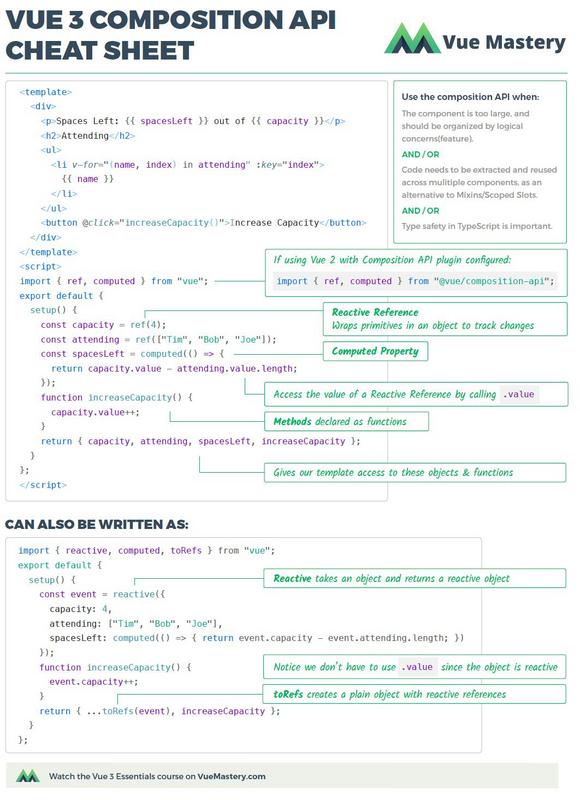 VUE 3 COMPOSITION API
CHEAT SHEET
Vue Mastery
<template>
<div>
<p>Spaces Left: {{ spacesLeft }} out of {{ capacity }}</p>
<h2>Attending</h2>
<ul>
<li v-for="(name, index) in attending" :key="index">
{{ name }}
</li>
</ul>
<button @click="increaseCapacity()">Increase Capacity</button>
</div>
</template>
<script>
import { ref, computed } from "vue";
export default {
setup() {
const capacity = ref(4);
const attending = ref(["Tim", "Bob", "Joe"]);
const spacesLeft = computed(() => {
return capacity.value - attending.value.length;
});
function increaseCapacity() {
capacity.value++;
}
return { capacity, attending, spacesLeft, increaseCapacity };
}
};
</script>
Use the composition API when:
The component is too large, and
should be organized by logical
concerns(feature).
AND / OR
Code needs to be extracted and reused
across mulitiple components, as an
alternative to Mixins/Scoped Slots.
AND / OR
Type safety in TypeScript is important.
If using Vue 2 with Composition API plugin configured:
import { ref, computed } from "@vue/composition-api";
Reactive Reference
Wraps primitives in an object to track changes
Computed Property
Access the value of a Reactive Reference by calling .value
Methods declared as functions
Gives our template access to these objects & functions
CAN ALSO BE WRITTEN AS:
import { reactive, computed, toRefs } from "vue";
export default {
setup() {
const event = reactive({
capacity: 4,
attending: ["Tim", "Bob", "Joe"],
spacesLeft: computed(() => { return event.capacity - event.attending.length; })
});
function increaseCapacity() {
event.capacity++;
}
return { ...toRefs(event), increaseCapacity };
}
};
Reactive takes an object and returns a reactive object
Notice we don't have to use .value since the object is reactive
toRefs creates a plain object with reactive references
Watch the Vue 3 Essentials course on VueMastery.com